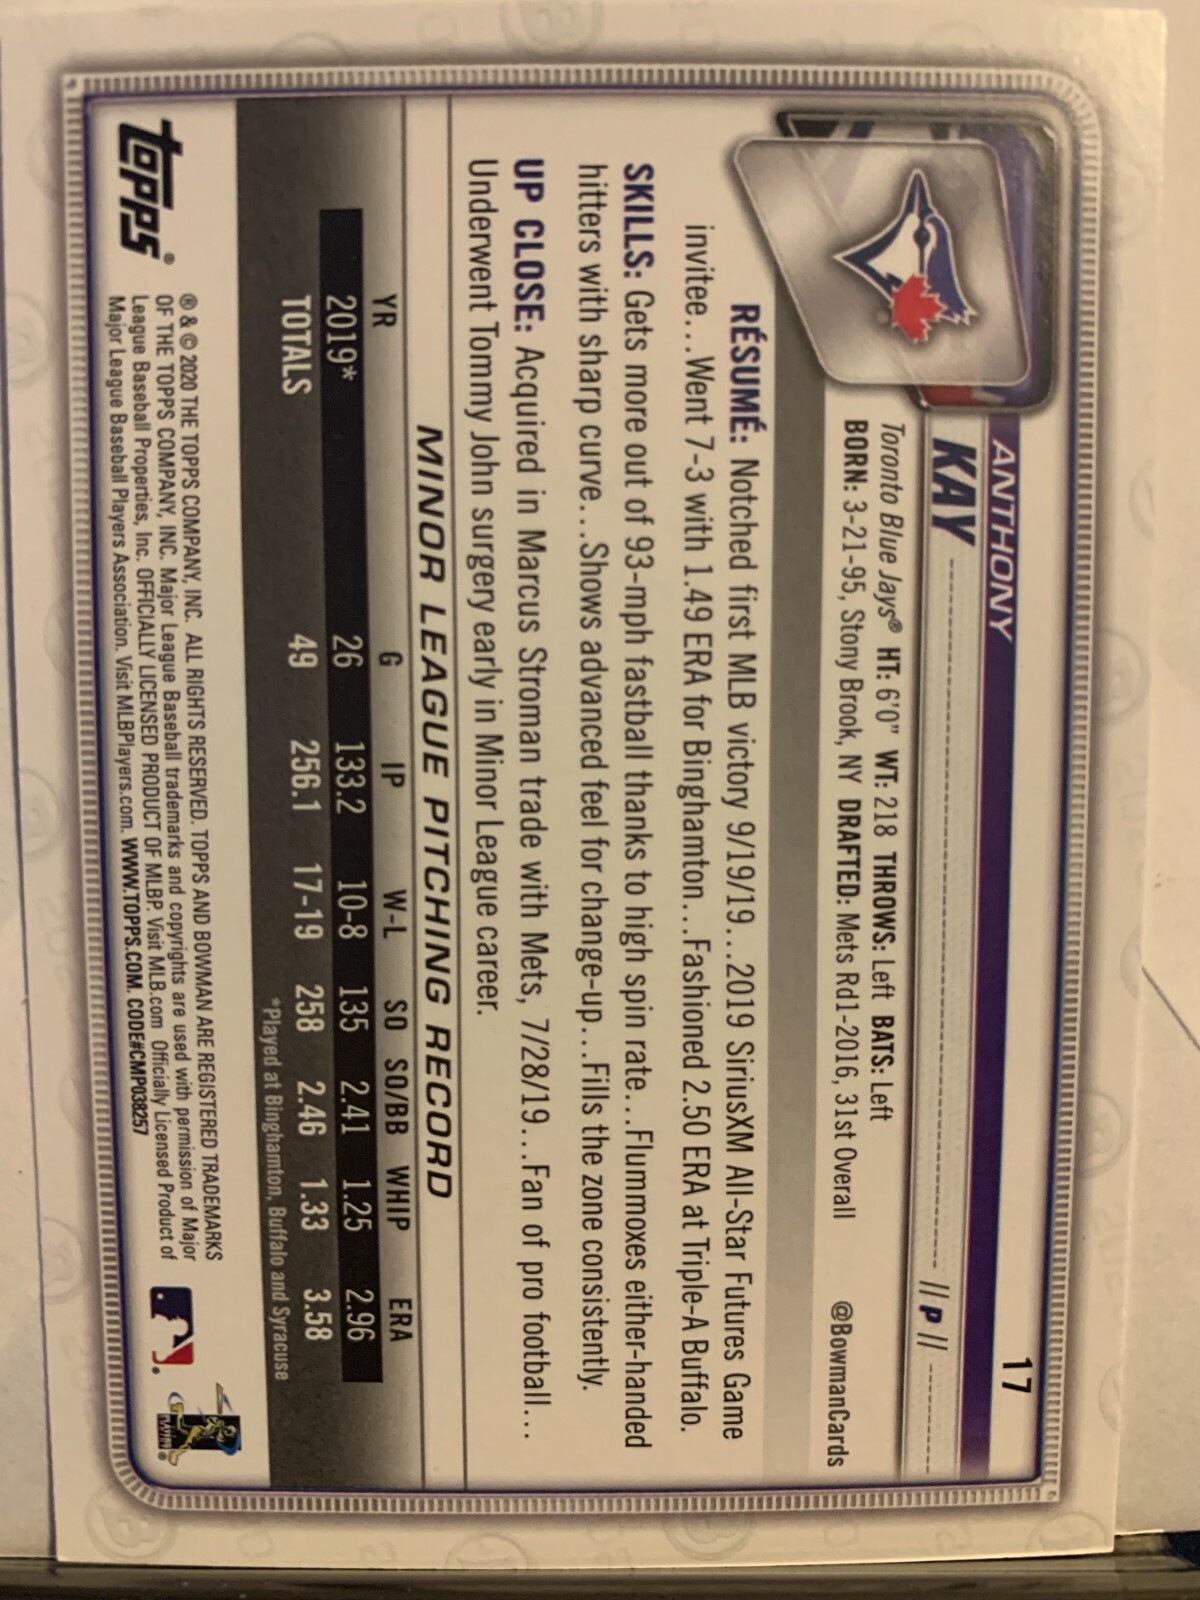 17
ANTHONY
KAY
// P //
Toronto Blue Jays® HT: 6'0" WT: 218 THROWS: Left BATS: Left
BORN: 3-21-95, Stony Brook, NY DRAFTED: Mets Rd1-2016, 31st Overall
@BowmanCards
RÉSUMÉ: Notched first MLB victory 9/19/19...2019 SiriusXM All-Star Futures Game
invitee...Went 7-3 with 1.49 ERA for Binghamton...Fashioned 2.50 ERA at Triple-A Buffalo.
SKILLS: Gets more out of 93-mph fastball thanks to high spin rate...Flummoxes either-handed
hitters with sharp curve...Shows advanced feel for change-up...Fills the zone consistently.
UP CLOSE: Acquired in Marcus Stroman trade with Mets, 7/28/19...Fan of pro football...
Underwent Tommy John surgery early in Minor League career.
MINOR LEAGUE PITCHING RECORD
YR G IP W-L SO SO/BB WHIP ERA
2019* 26 133.2 10-8 135 2.41 1.25 2.96
TOTALS 49 256.1 17-19 258 2.46 1.33 3.58
*Played at Binghamton, Buffalo and Syracuse
topps®
® & © 2020 THE TOPPS COMPANY, INC. ALL RIGHTS RESERVED. TOPPS AND BOWMAN ARE REGISTERED TRADEMARKS
OF THE TOPPS COMPANY, INC. Major League Baseball trademarks and copyrights are used with permission of Major
League Baseball Properties, Inc. OFFICIALLY LICENSED PRODUCT OF MLBP. Visit MLB.com Officially Licensed Product of
Major League Baseball Players Association. Visit MLBPlayers.com. WWW.TOPPS.COM. CODE#CMP038257